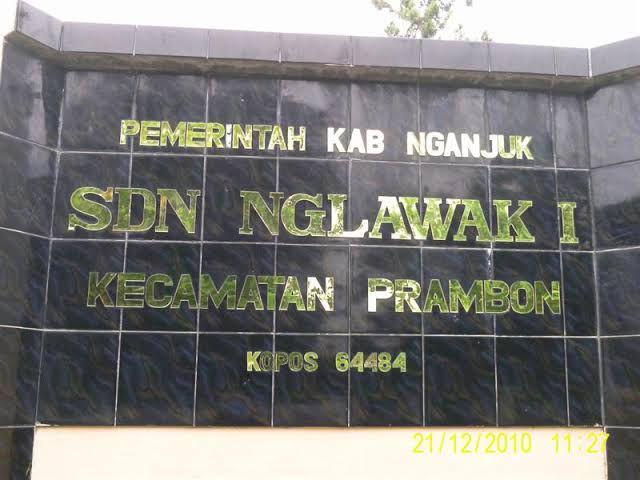 PEMERINTAH KAB NGANJUK
SDN NGLAWAK I
KECAMATAN PRAMBON
KOPOS 64484
21/12/2010 11:27